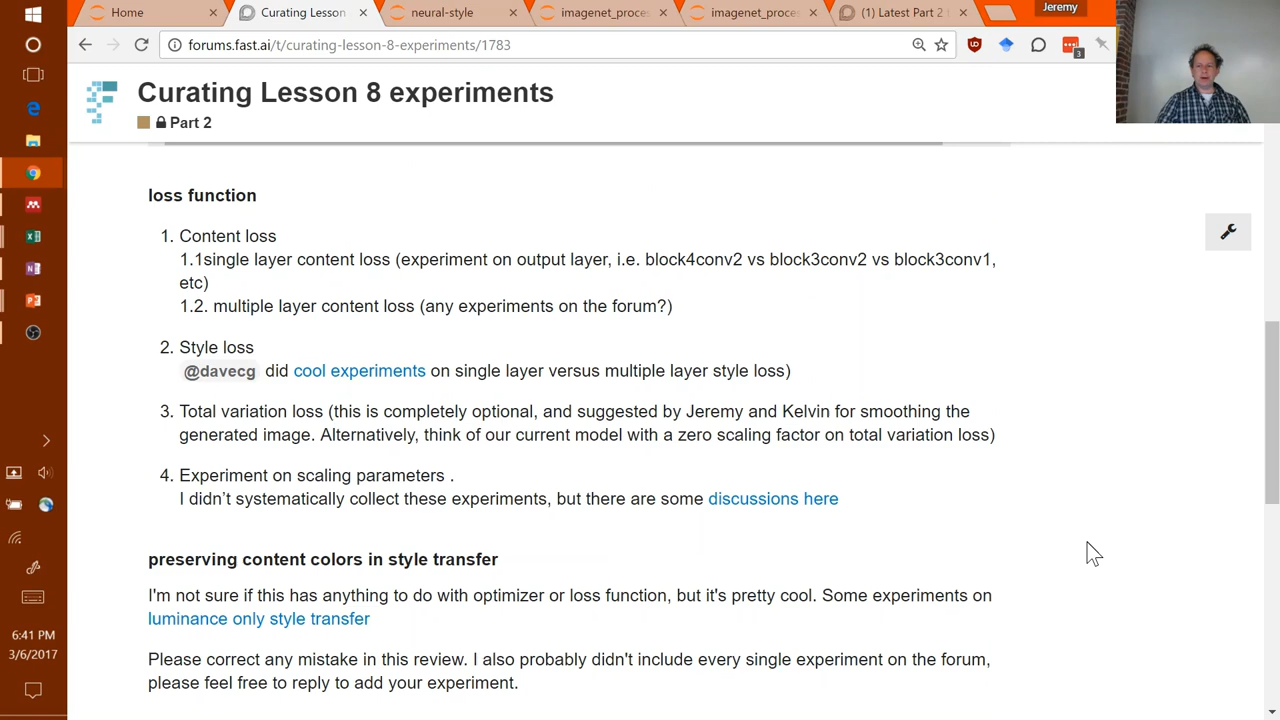 Home
Curating Lesson
neural-style
imagenet_proce
imagenet_proce
(1) Latest Part 2 t
Jeremy
forums.fast.ai/t/curating-lesson-8-experiments/1783
3
Curating Lesson 8 experiments
Part 2
loss function
1. Content loss
1.1single layer content loss (experiment on output layer, i.e. block4conv2 vs block3conv2 vs block3conv1,
etc)
1.2. multiple layer content loss (any experiments on the forum?)
2. Style loss
@davecg did cool experiments on single layer versus multiple layer style loss)
3. Total variation loss (this is completely optional, and suggested by Jeremy and Kelvin for smoothing the
generated image. Alternatively, think of our current model with a zero scaling factor on total variation loss)
4. Experiment on scaling parameters .
I didn't systematically collect these experiments, but there are some discussions here
preserving content colors in style transfer
I'm not sure if this has anything to do with optimizer or loss function, but it's pretty cool. Some experiments on
luminance only style transfer
Please correct any mistake in this review. I also probably didn't include every single experiment on the forum,
please feel free to reply to add your experiment.
6:41 PM
3/6/2017